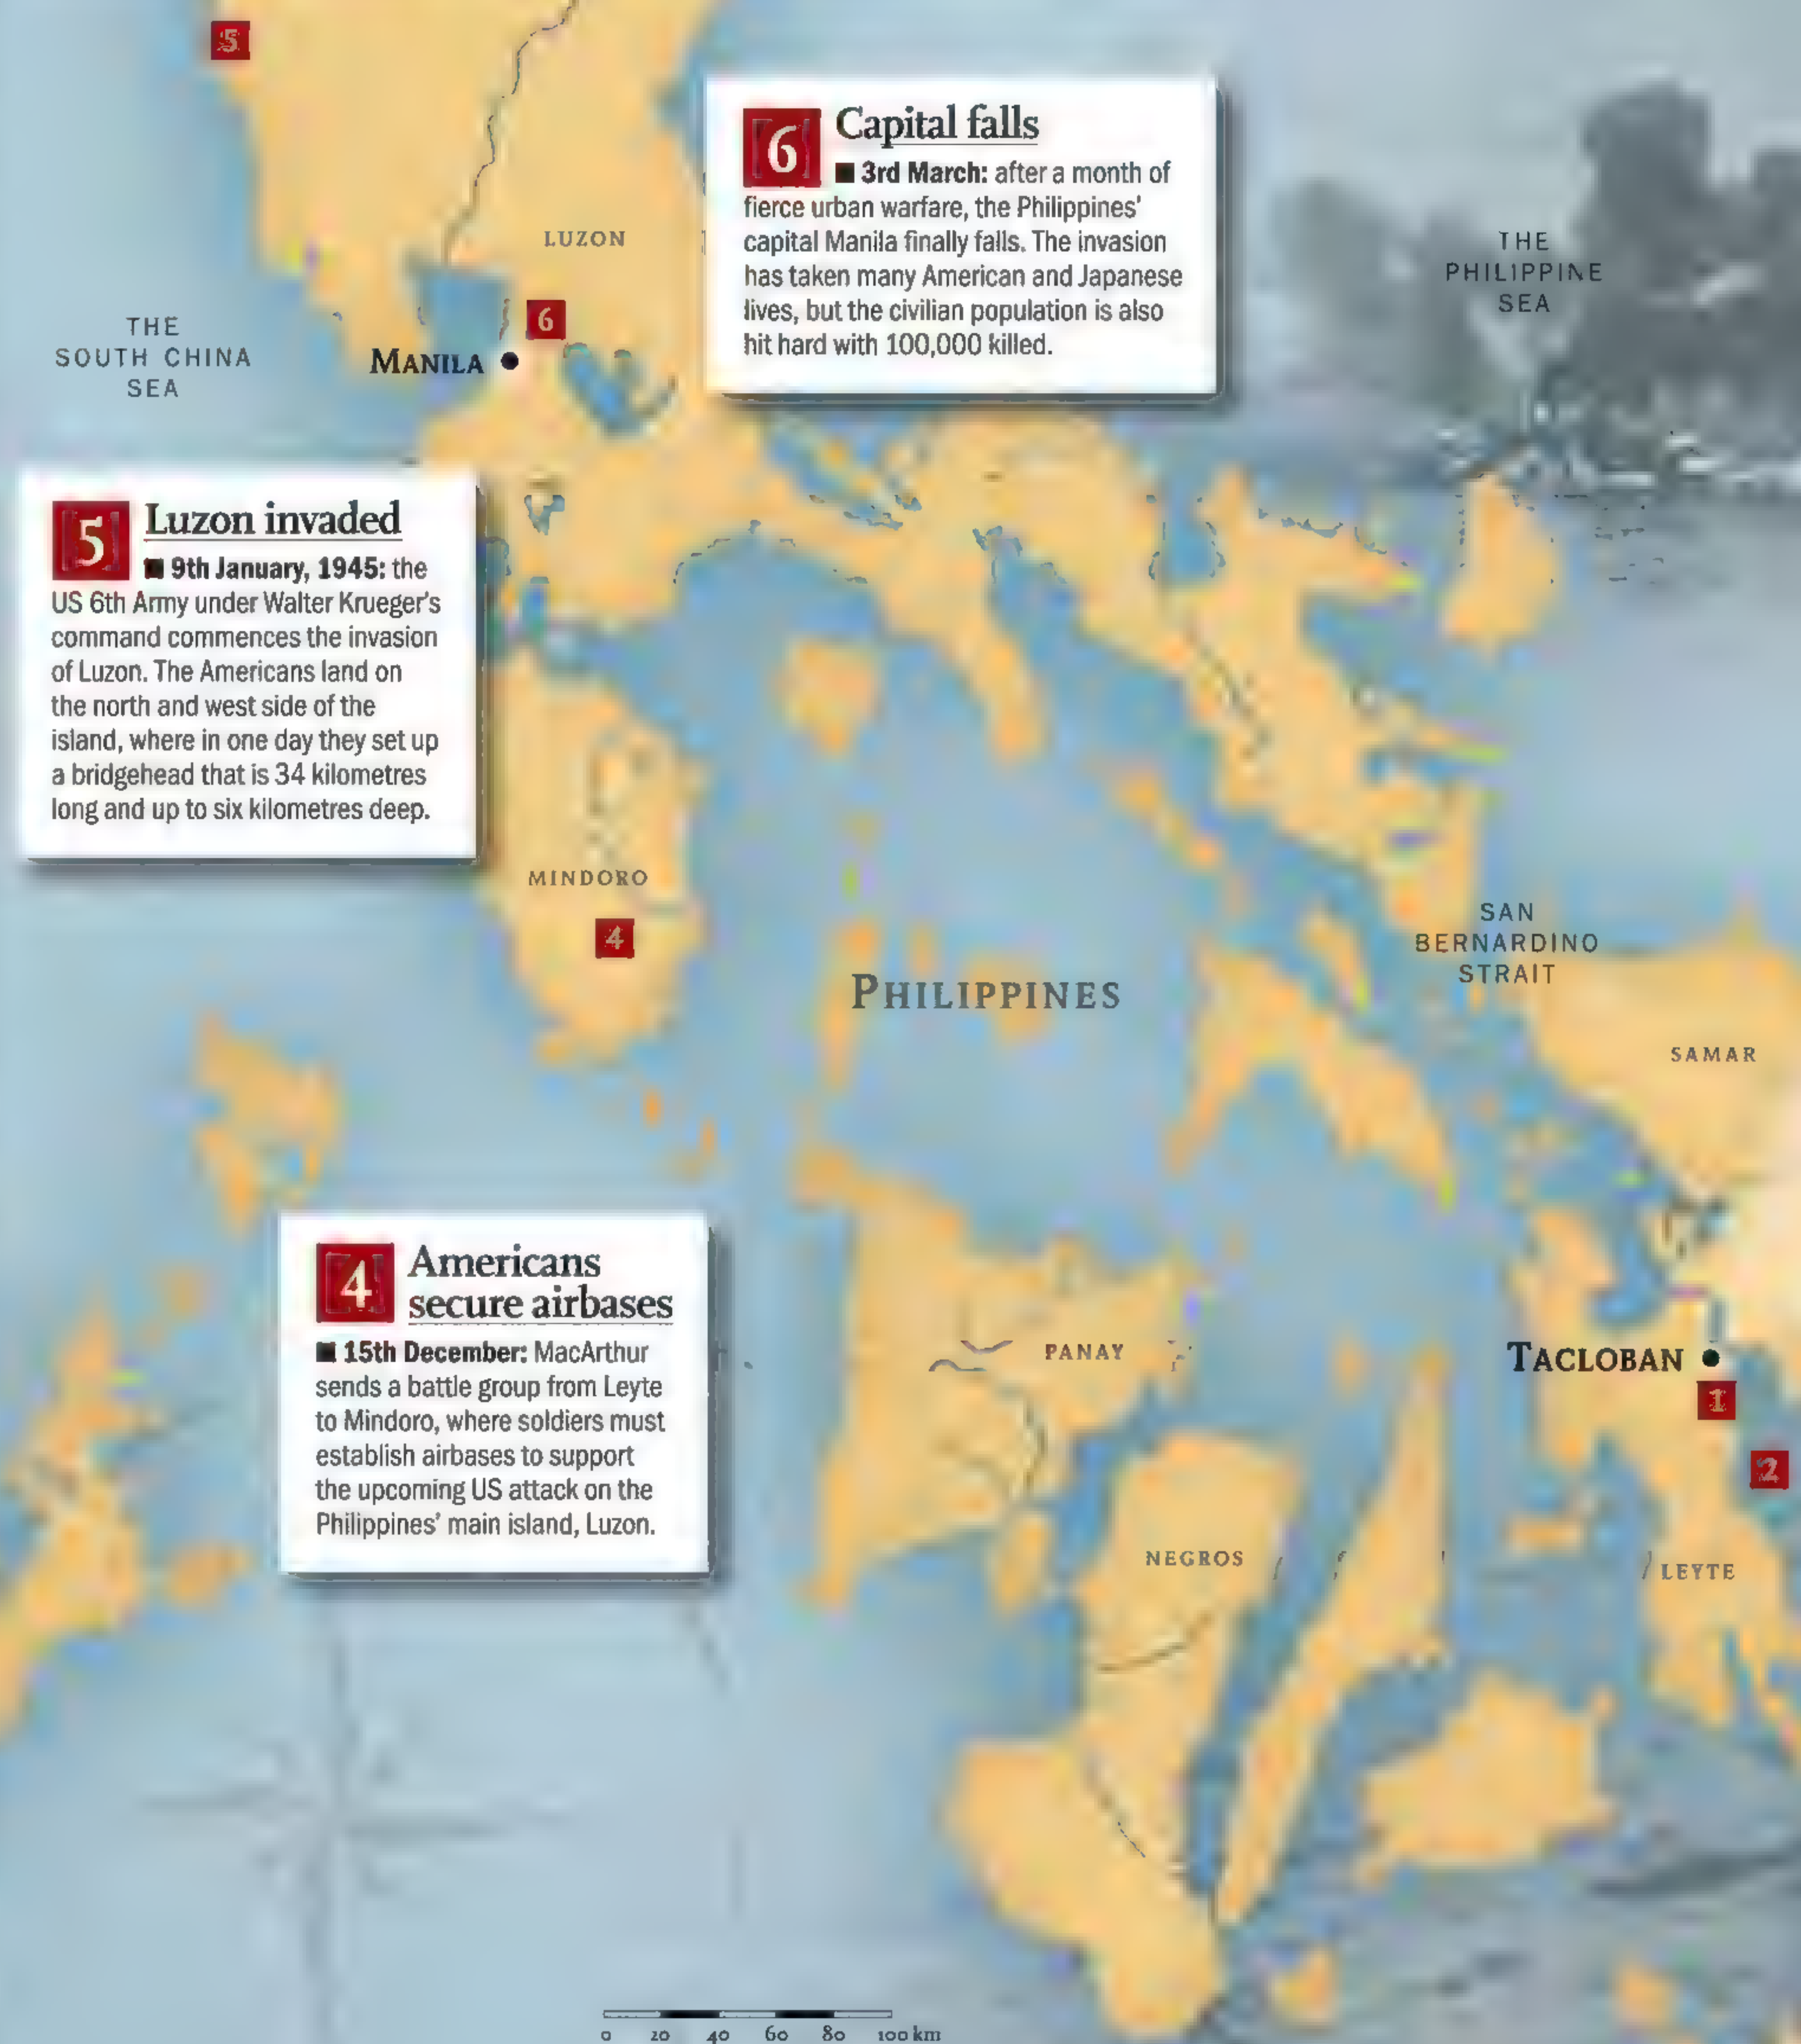 5
6
Capital falls
■ 3rd March: after a month of
fierce urban warfare, the Philippines'
capital Manila finally falls. The invasion
has taken many American and Japanese
lives, but the civilian population is also
hit hard with 100,000 killed.
LUZON
THE
PHILIPPINE
SEA
6
THE
SOUTH CHINA
SEA
MANILA
5
Luzon invaded
■ 9th January, 1945: the
US 6th Army under Walter Krueger's
command commences the invasion
of Luzon. The Americans land on
the north and west side of the
island, where in one day they set up
a bridgehead that is 34 kilometres
long and up to six kilometres deep.
MINDORO
4
SAN
BERNARDINO
STRAIT
PHILIPPINES
SAMAR
4
Americans
secure airbases
■ 15th December: MacArthur
sends a battle group from Leyte
to Mindoro, where soldiers must
establish airbases to support
the upcoming US attack on the
Philippines' main island, Luzon.
PANAY
TACLOBAN
1
2
NEGROS
LEYTE
0 20 40 60 80 100 km